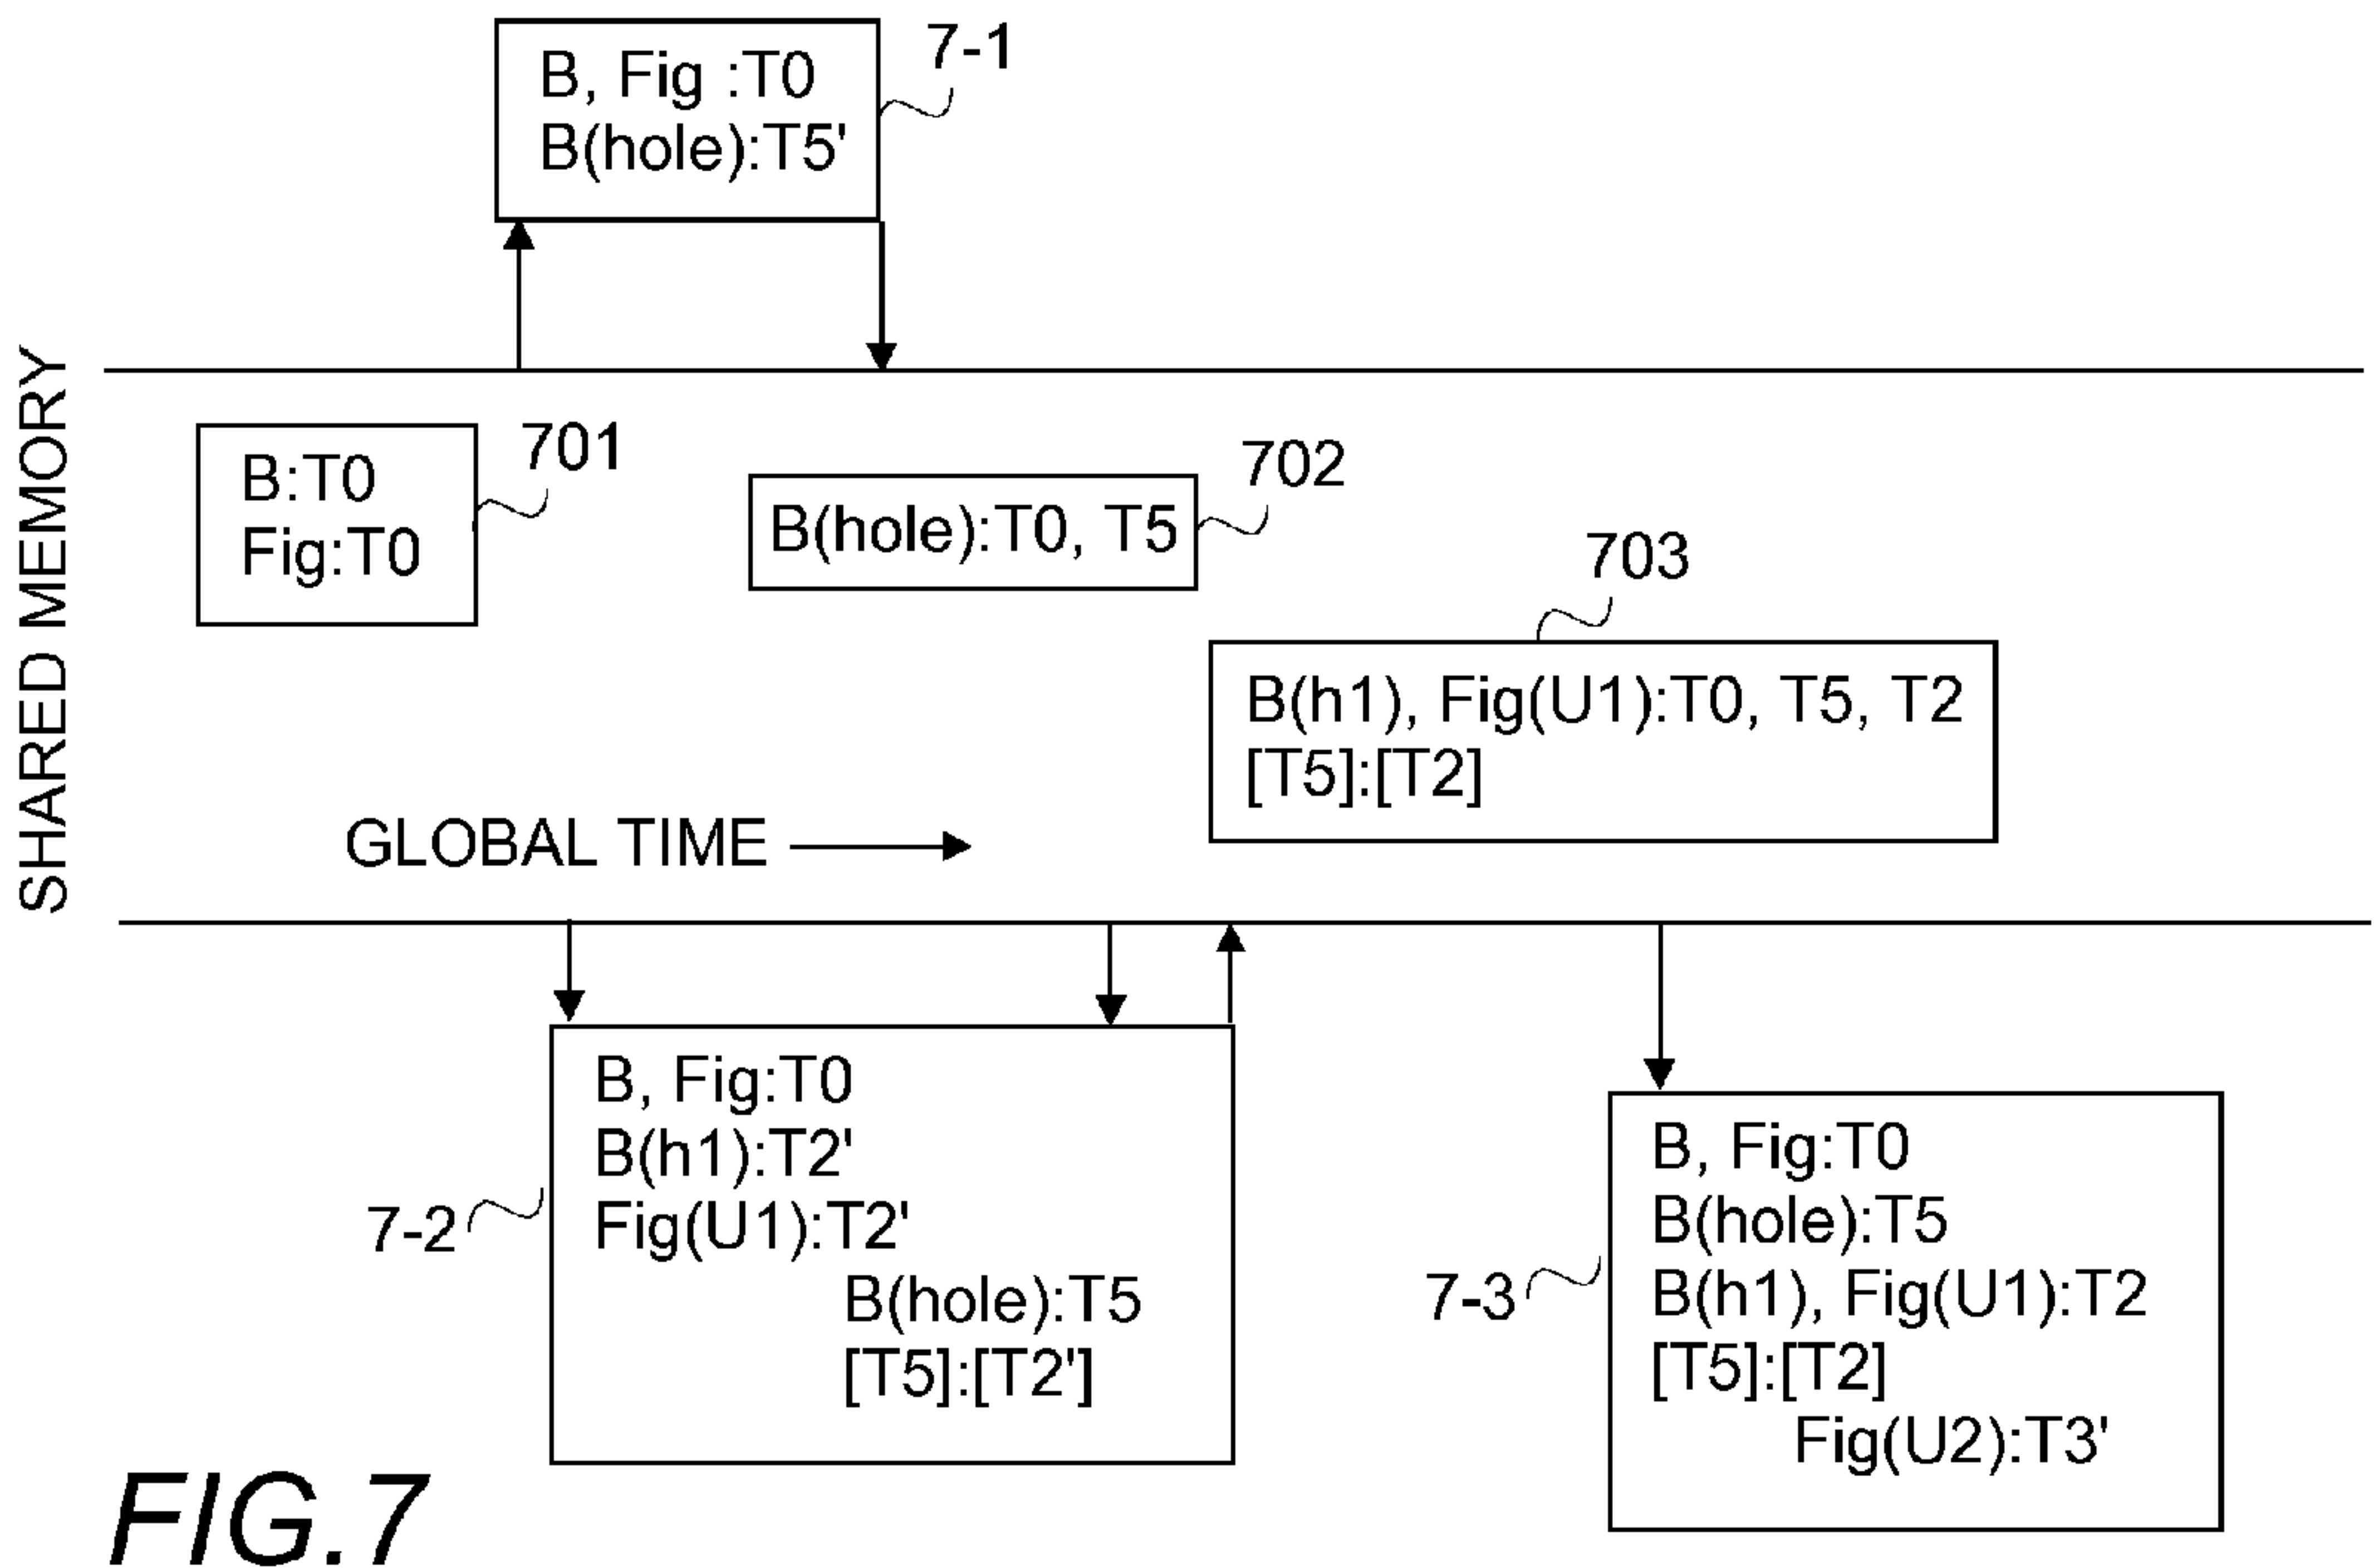 B, Fig :T0
B(hole):T5'
7-1
SHARED MEMORY
B:T0
Fig:T0
701
B(hole):T0, T5
702
703
B(h1), Fig(U1):T0, T5, T2
[T5]:[T2]
GLOBAL TIME
B, Fig:T0
B(h1):T2'
Fig(U1):T2'
B(hole):T5
[T5]:[T2']
7-2
B, Fig:T0
B(hole):T5
B(h1), Fig(U1):T2
[T5]:[T2]
Fig(U2):T3'
7-3
FIG.7